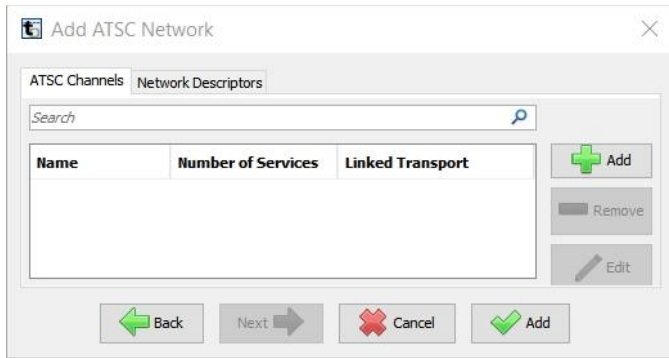 Add ATSC Network
ATSC Channels Network Descriptors
Search
Name Number of Services Linked Transport
Add
Remove
Edit
Back Next Cancel Add